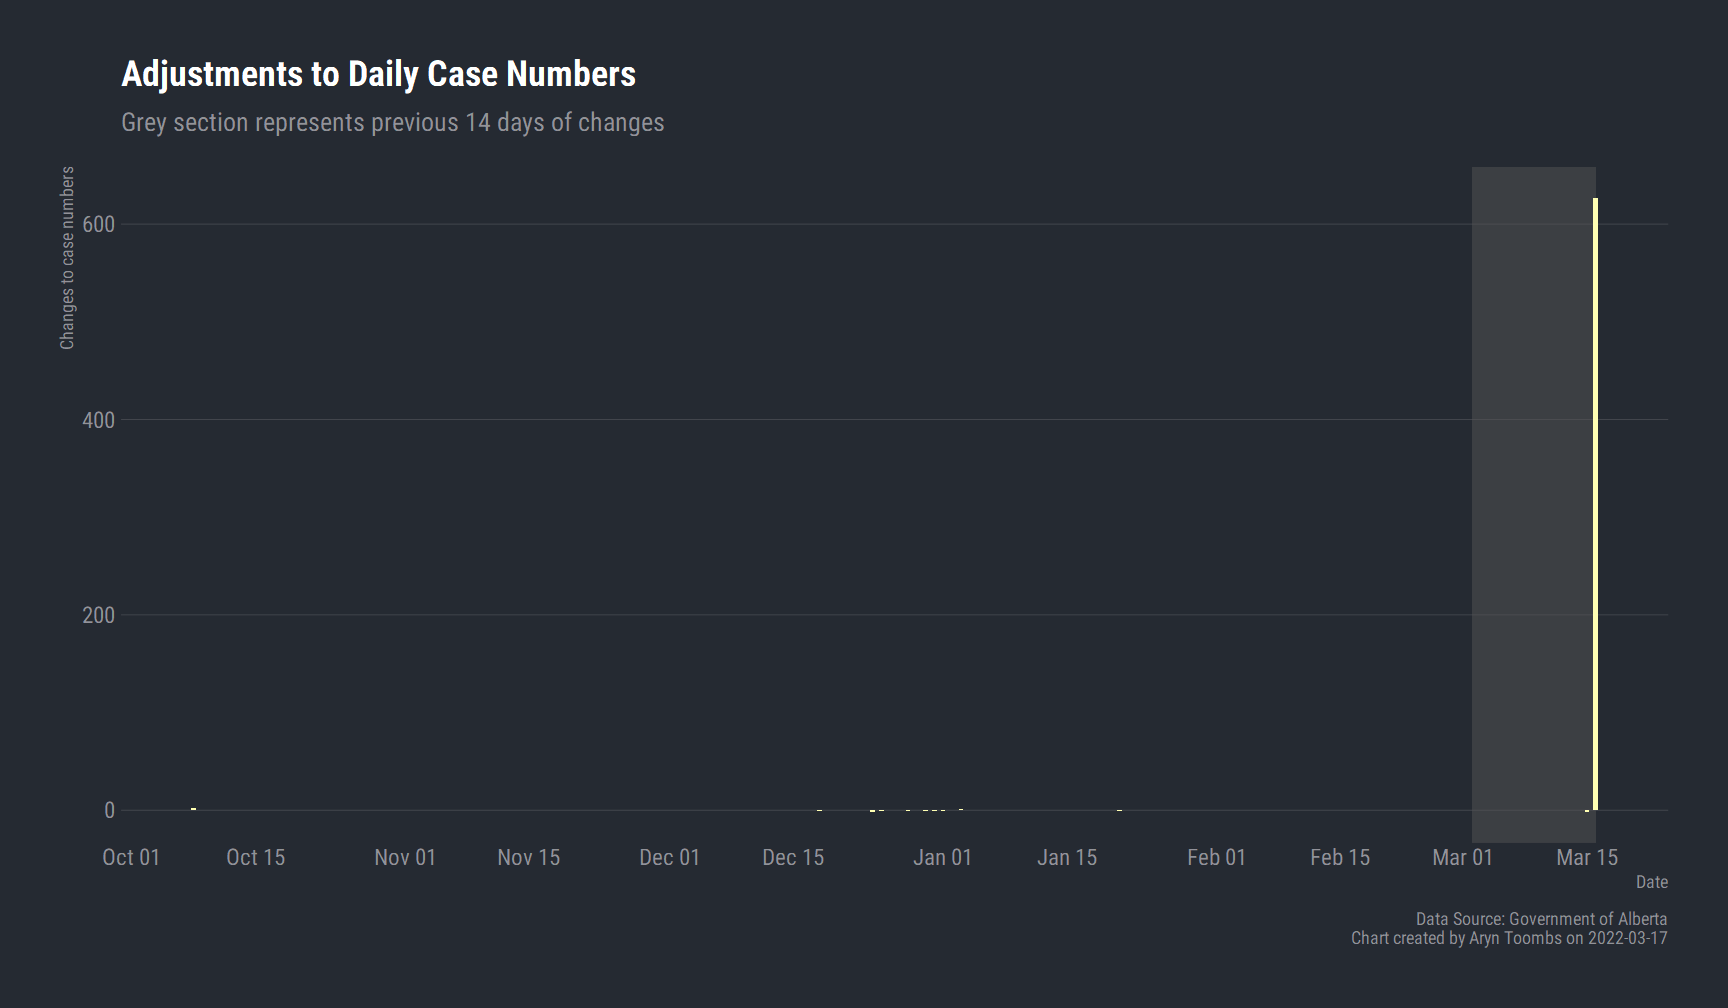 Adjustments to Daily Case Numbers
Grey section represents previous 14 days of changes
Changes to case numbers
600
400
200
0
Oct 01
Oct 15
Nov 01
Nov 15
Dec 01
Dec 15
Jan 01
Jan 15
Feb 01
Feb 15
Mar 01
Mar 15
Date
Data Source: Government of Alberta
Chart created by Aryn Toombs on 2022-03-17